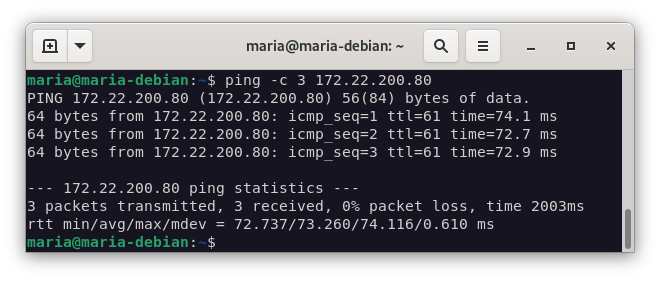 maria@maria-debian: ~
maria@maria-debian:~$ ping -c 3 172.22.200.80
PING 172.22.200.80 (172.22.200.80) 56(84) bytes of data.
64 bytes from 172.22.200.80: icmp_seq=1 ttl=61 time=74.1 ms
64 bytes from 172.22.200.80: icmp_seq=2 ttl=61 time=72.7 ms
64 bytes from 172.22.200.80: icmp_seq=3 ttl=61 time=72.9 ms

--- 172.22.200.80 ping statistics ---
3 packets transmitted, 3 received, 0% packet loss, time 2003ms
rtt min/avg/max/mdev = 72.737/73.260/74.116/0.610 ms
maria@maria-debian:~$